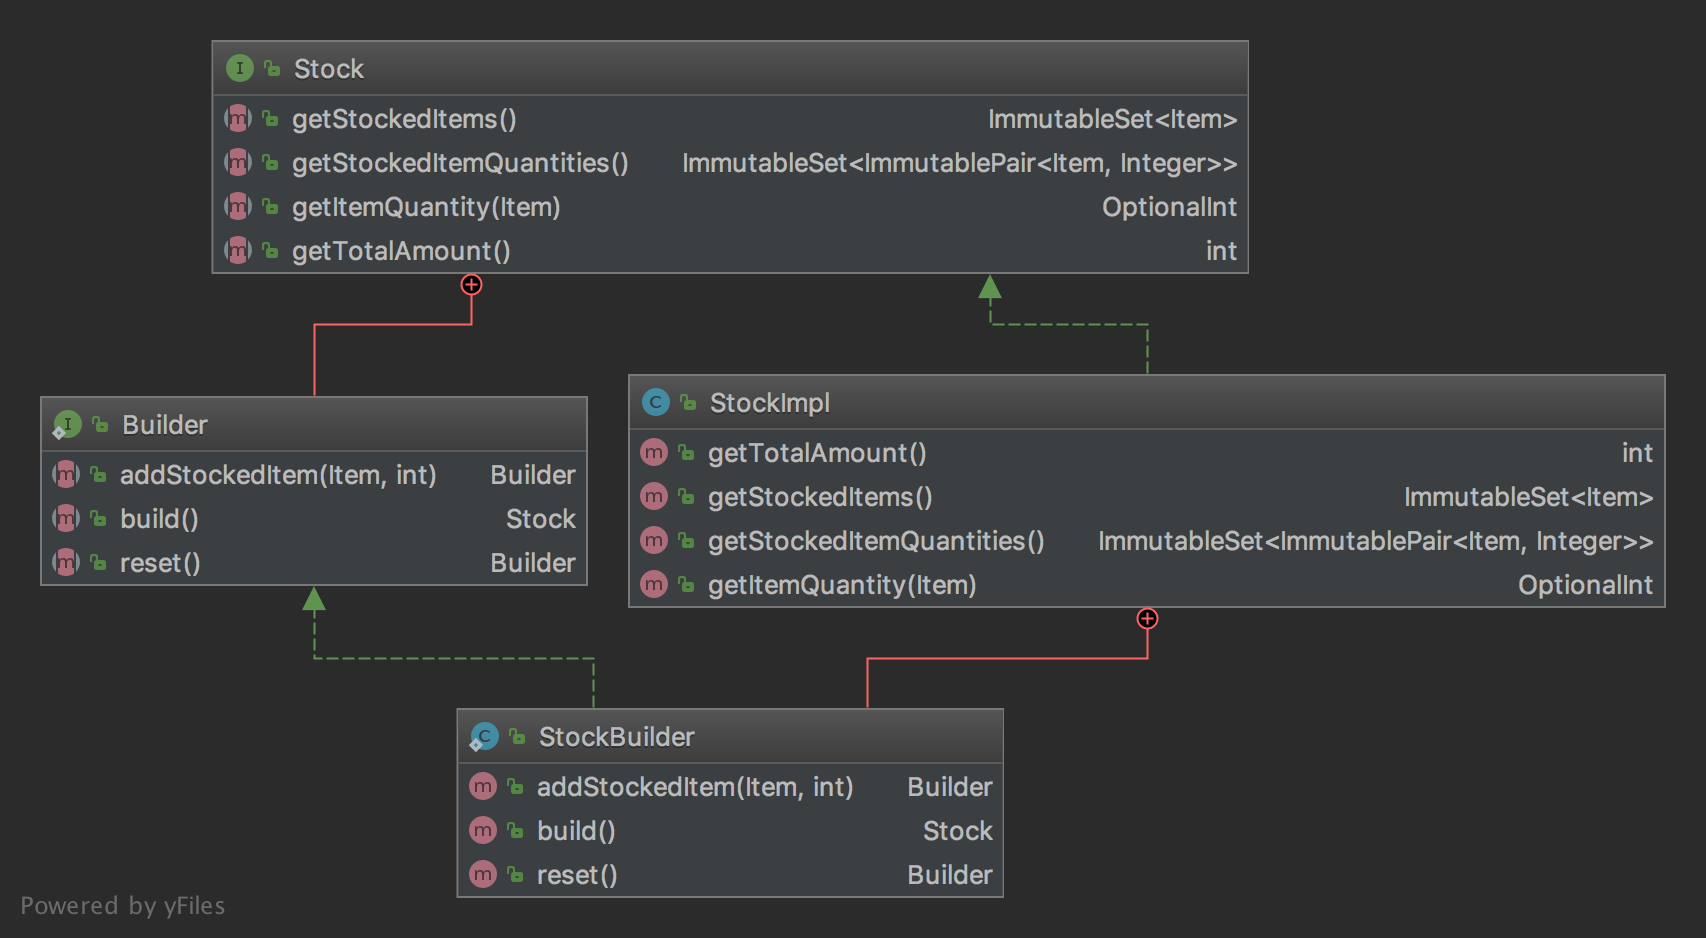 I Stock
m getStockedItems() ImmutableSet<Item>
m getStockedItemQuantities() ImmutableSet<ImmutablePair<Item, Integer>>
m getItemQuantity(Item) OptionalInt
m getTotalAmount() int
I Builder
m addStockedItem(Item, int) Builder
m build() Stock
m reset() Builder
C StockImpl
m getTotalAmount() int
m getStockedItems() ImmutableSet<Item>
m getStockedItemQuantities() ImmutableSet<ImmutablePair<Item, Integer>>
m getItemQuantity(Item) OptionalInt
C StockBuilder
m addStockedItem(Item, int) Builder
m build() Stock
m reset() Builder
Powered by yFiles